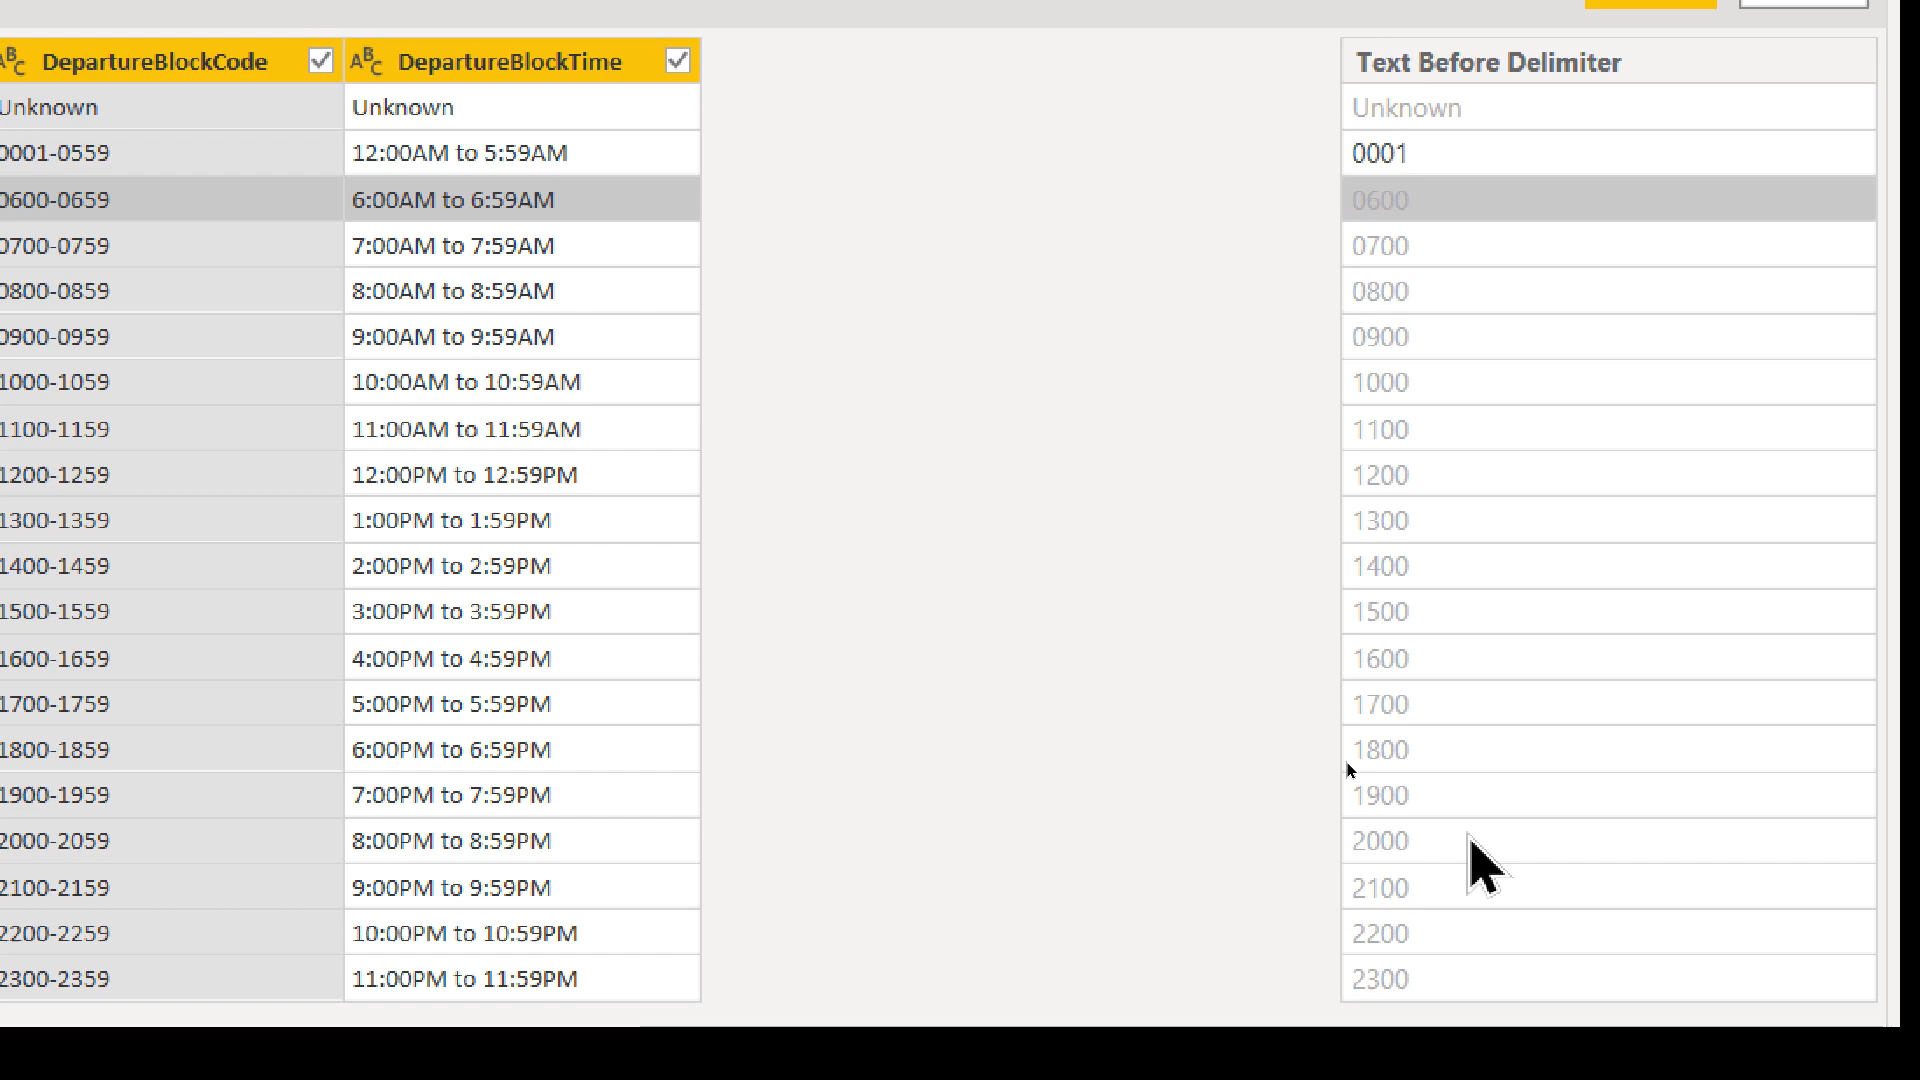 ABC DepartureBlockCode ABC DepartureBlockTime Text Before Delimiter
Unknown Unknown Unknown
0001-0559 12:00AM to 5:59AM 0001
0600-0659 6:00AM to 6:59AM 0600
0700-0759 7:00AM to 7:59AM 0700
0800-0859 8:00AM to 8:59AM 0800
0900-0959 9:00AM to 9:59AM 0900
1000-1059 10:00AM to 10:59AM 1000
1100-1159 11:00AM to 11:59AM 1100
1200-1259 12:00PM to 12:59PM 1200
1300-1359 1:00PM to 1:59PM 1300
1400-1459 2:00PM to 2:59PM 1400
1500-1559 3:00PM to 3:59PM 1500
1600-1659 4:00PM to 4:59PM 1600
1700-1759 5:00PM to 5:59PM 1700
1800-1859 6:00PM to 6:59PM 1800
1900-1959 7:00PM to 7:59PM 1900
2000-2059 8:00PM to 8:59PM 2000
2100-2159 9:00PM to 9:59PM 2100
2200-2259 10:00PM to 10:59PM 2200
2300-2359 11:00PM to 11:59PM 2300